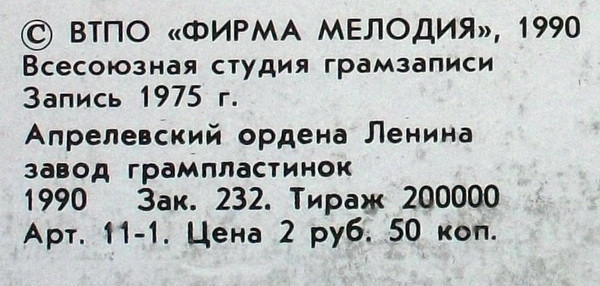 © ВТПО «ФИРМА МЕЛОДИЯ», 1990
Всесоюзная студия грамзаписи
Запись 1975 г.
Апрелевский ордена Ленина
завод грампластинок
1990 Зак. 232. Тираж 200000
Арт. 11-1. Цена 2 руб. 50 коп.